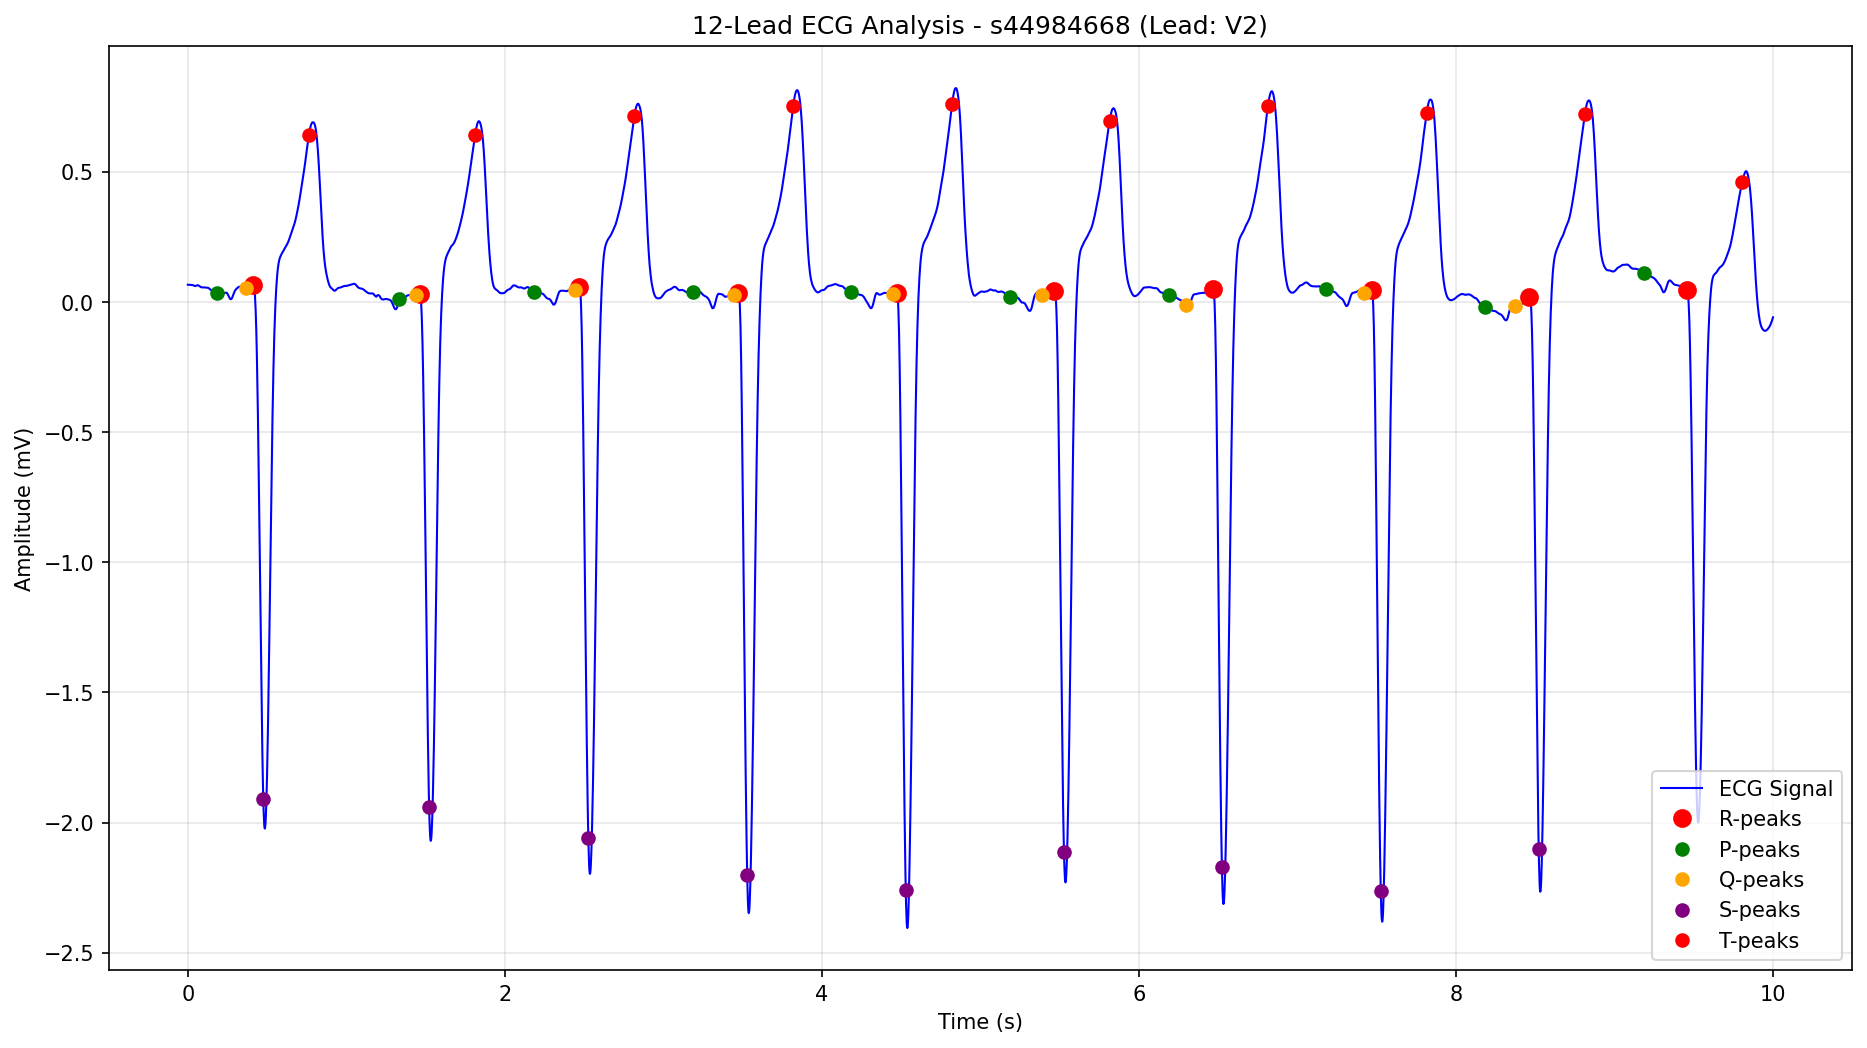 12-Lead ECG Analysis - s44984668 (Lead: V2)
Amplitude (mV)
0.5
0.0
−0.5
−1.0
−1.5
−2.0
−2.5
0 2 4 6 8 10
Time (s)
ECG Signal
R-peaks
P-peaks
Q-peaks
S-peaks
T-peaks